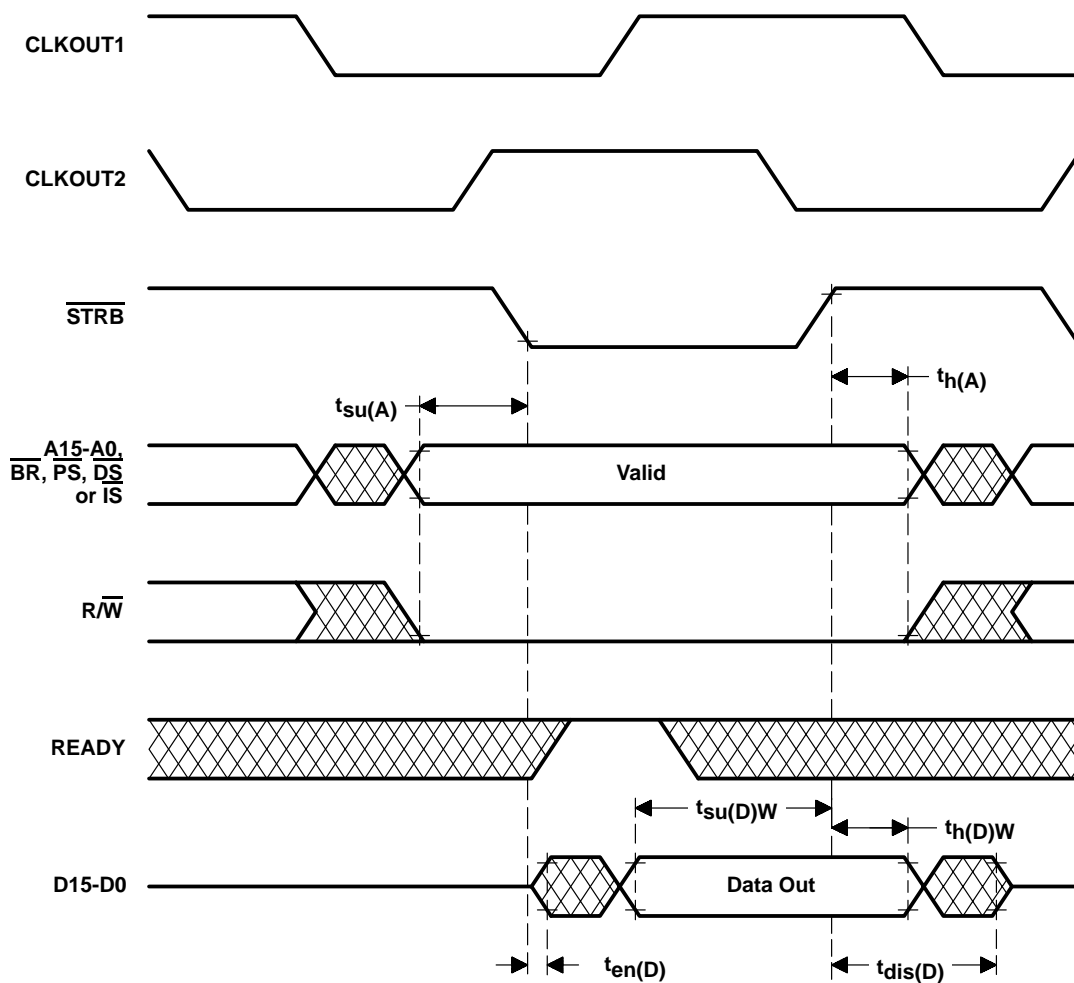 CLKOUT1
CLKOUT2
STRB
th(A)
tsu(A)
A15-A0,
BR, PS, DS
or IS
Valid
R/W
READY
tsu(D)W
th(D)W
D15-D0
Data Out
ten(D)
tdis(D)